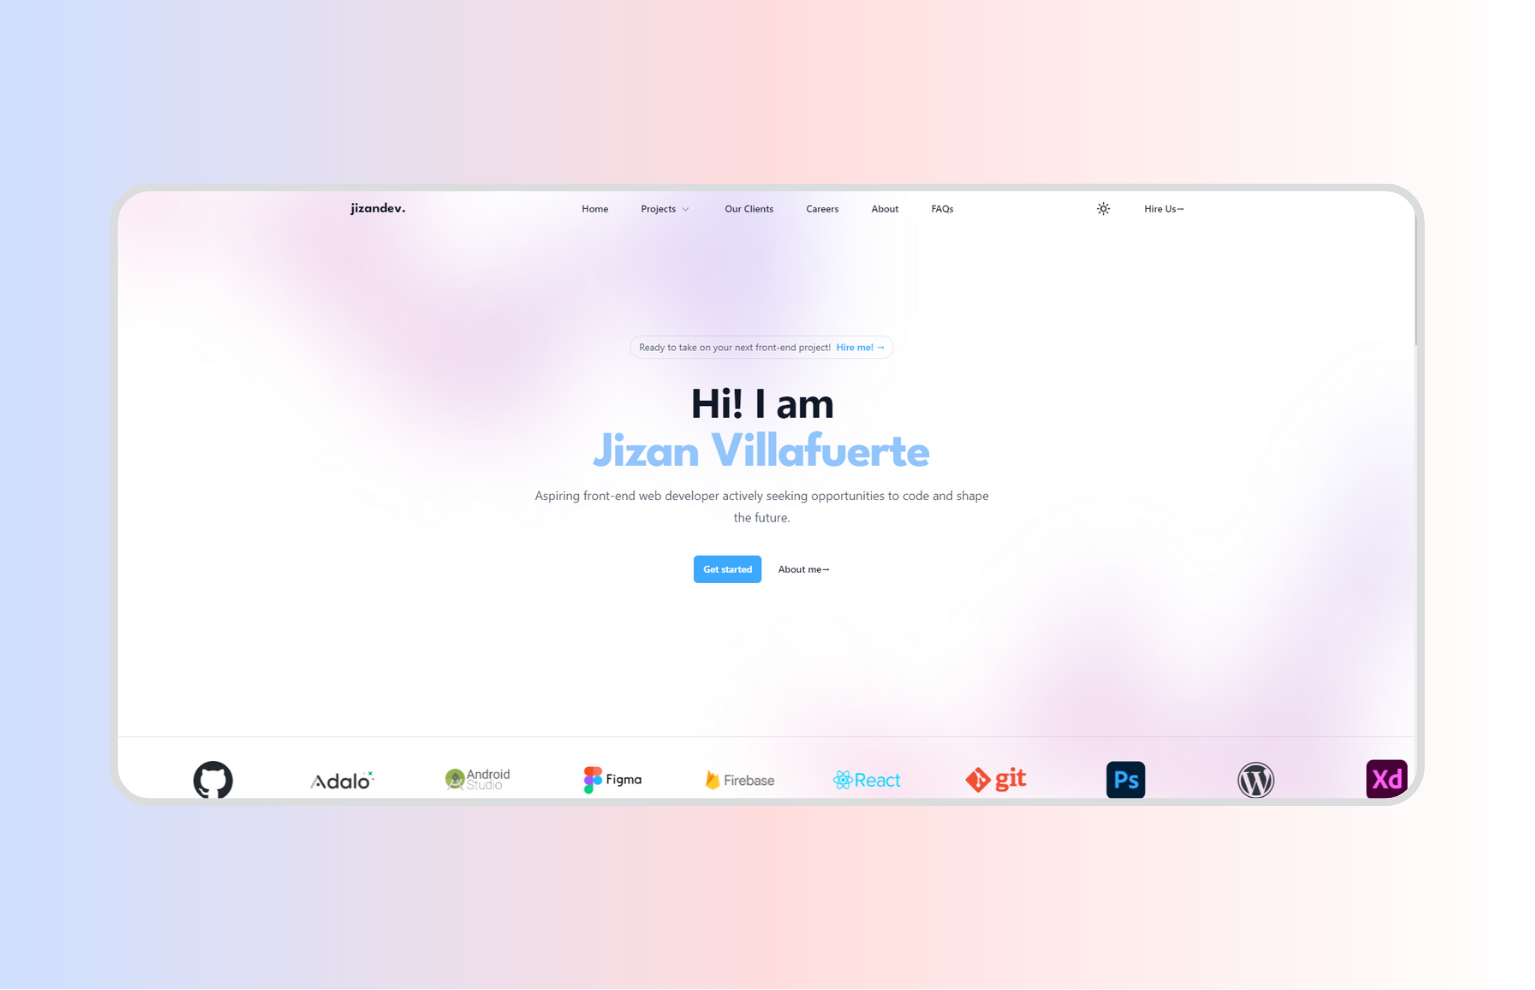 jizandev. Home Projects Our Clients Careers About FAQs Hire Us→
Ready to take on your next front-end project! Hire me! →
Hi! I am
Jizan Villafuerte
Aspiring front-end web developer actively seeking opportunities to code and shape
the future.
Get started About me→
Adalo Android Studio Figma Firebase React git Ps W Xd